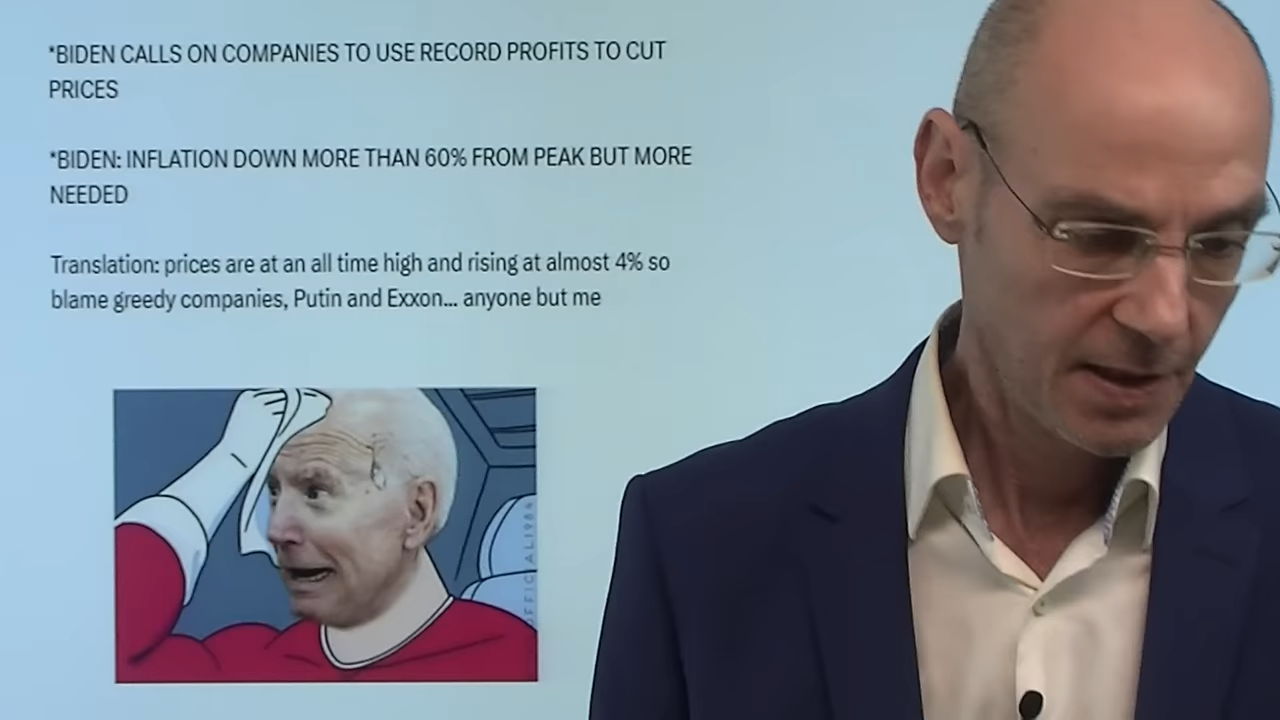 *BIDEN CALLS ON COMPANIES TO USE RECORD PROFITS TO CUT
PRICES
*BIDEN: INFLATION DOWN MORE THAN 60% FROM PEAK BUT MORE
NEEDED
Translation: prices are at an all time high and rising at almost 4% so
blame greedy companies, Putin and Exxon... anyone but me
OFFICIAL1984